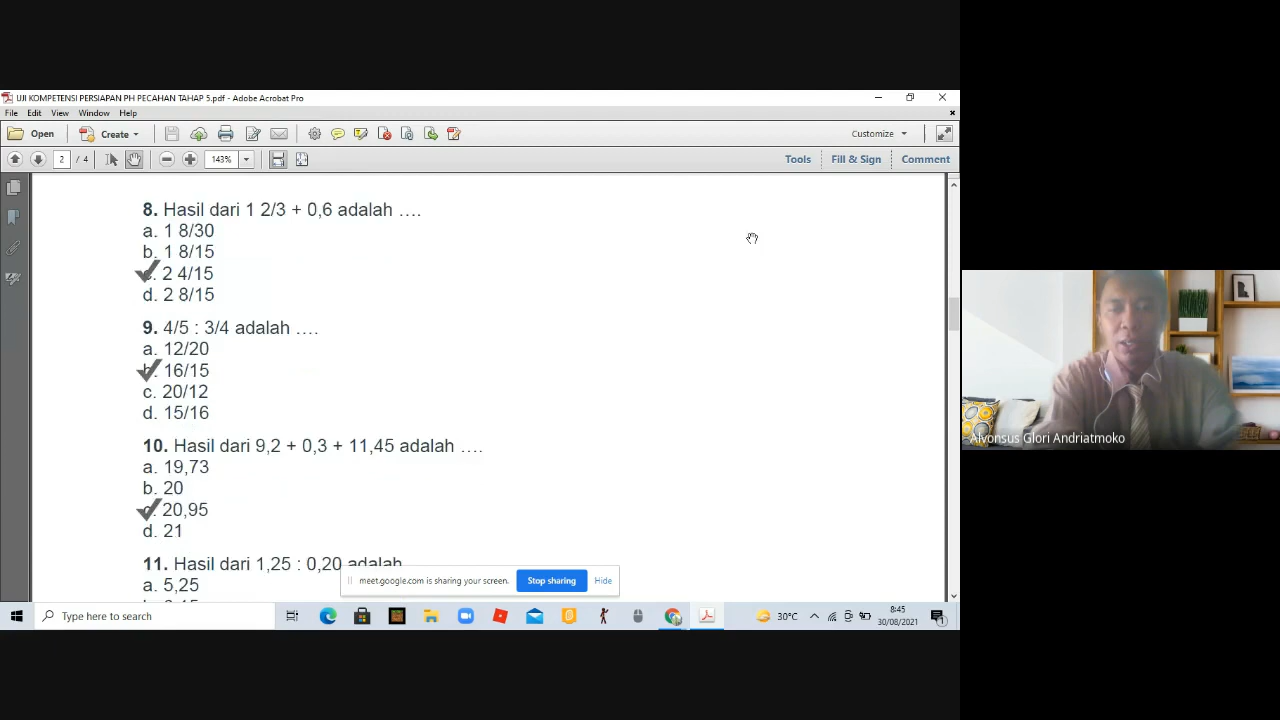 UJI KOMPETENSI PERSIAPAN PH PECAHAN TAHAP 5.pdf - Adobe Acrobat Pro
File Edit View Window Help
Open Create Customize
2 / 4 143% Tools Fill & Sign Comment
8. Hasil dari 1 2/3 + 0,6 adalah ….
a. 1 8/30
b. 1 8/15
c. 2 4/15
d. 2 8/15
9. 4/5 : 3/4 adalah ….
a. 12/20
b. 16/15
c. 20/12
d. 15/16
10. Hasil dari 9,2 + 0,3 + 11,45 adalah ….
a. 19,73
b. 20
c. 20,95
d. 21
11. Hasil dari 1,25 : 0,20 adalah
a. 5,25
meet.google.com is sharing your screen. Stop sharing Hide
Type here to search
30°C
8:45
30/08/2021
Alvonsus Glori Andriatmoko